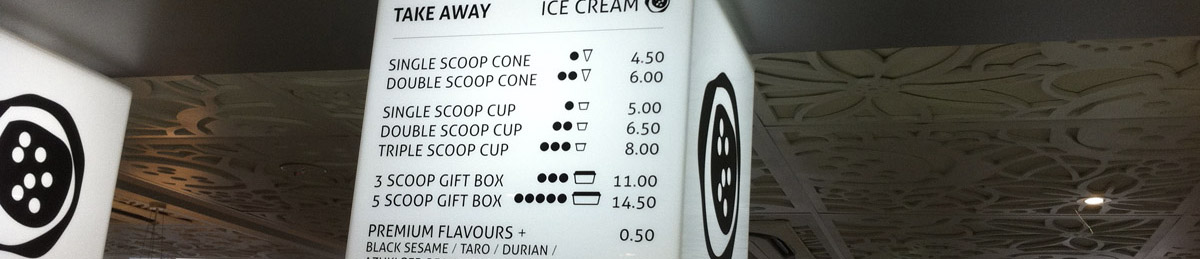 TAKE AWAY ICE CREAM
SINGLE SCOOP CONE 4.50
DOUBLE SCOOP CONE 6.00
SINGLE SCOOP CUP 5.00
DOUBLE SCOOP CUP 6.50
TRIPLE SCOOP CUP 8.00
3 SCOOP GIFT BOX 11.00
5 SCOOP GIFT BOX 14.50
PREMIUM FLAVOURS + 0.50
BLACK SESAME / TARO / DURIAN /